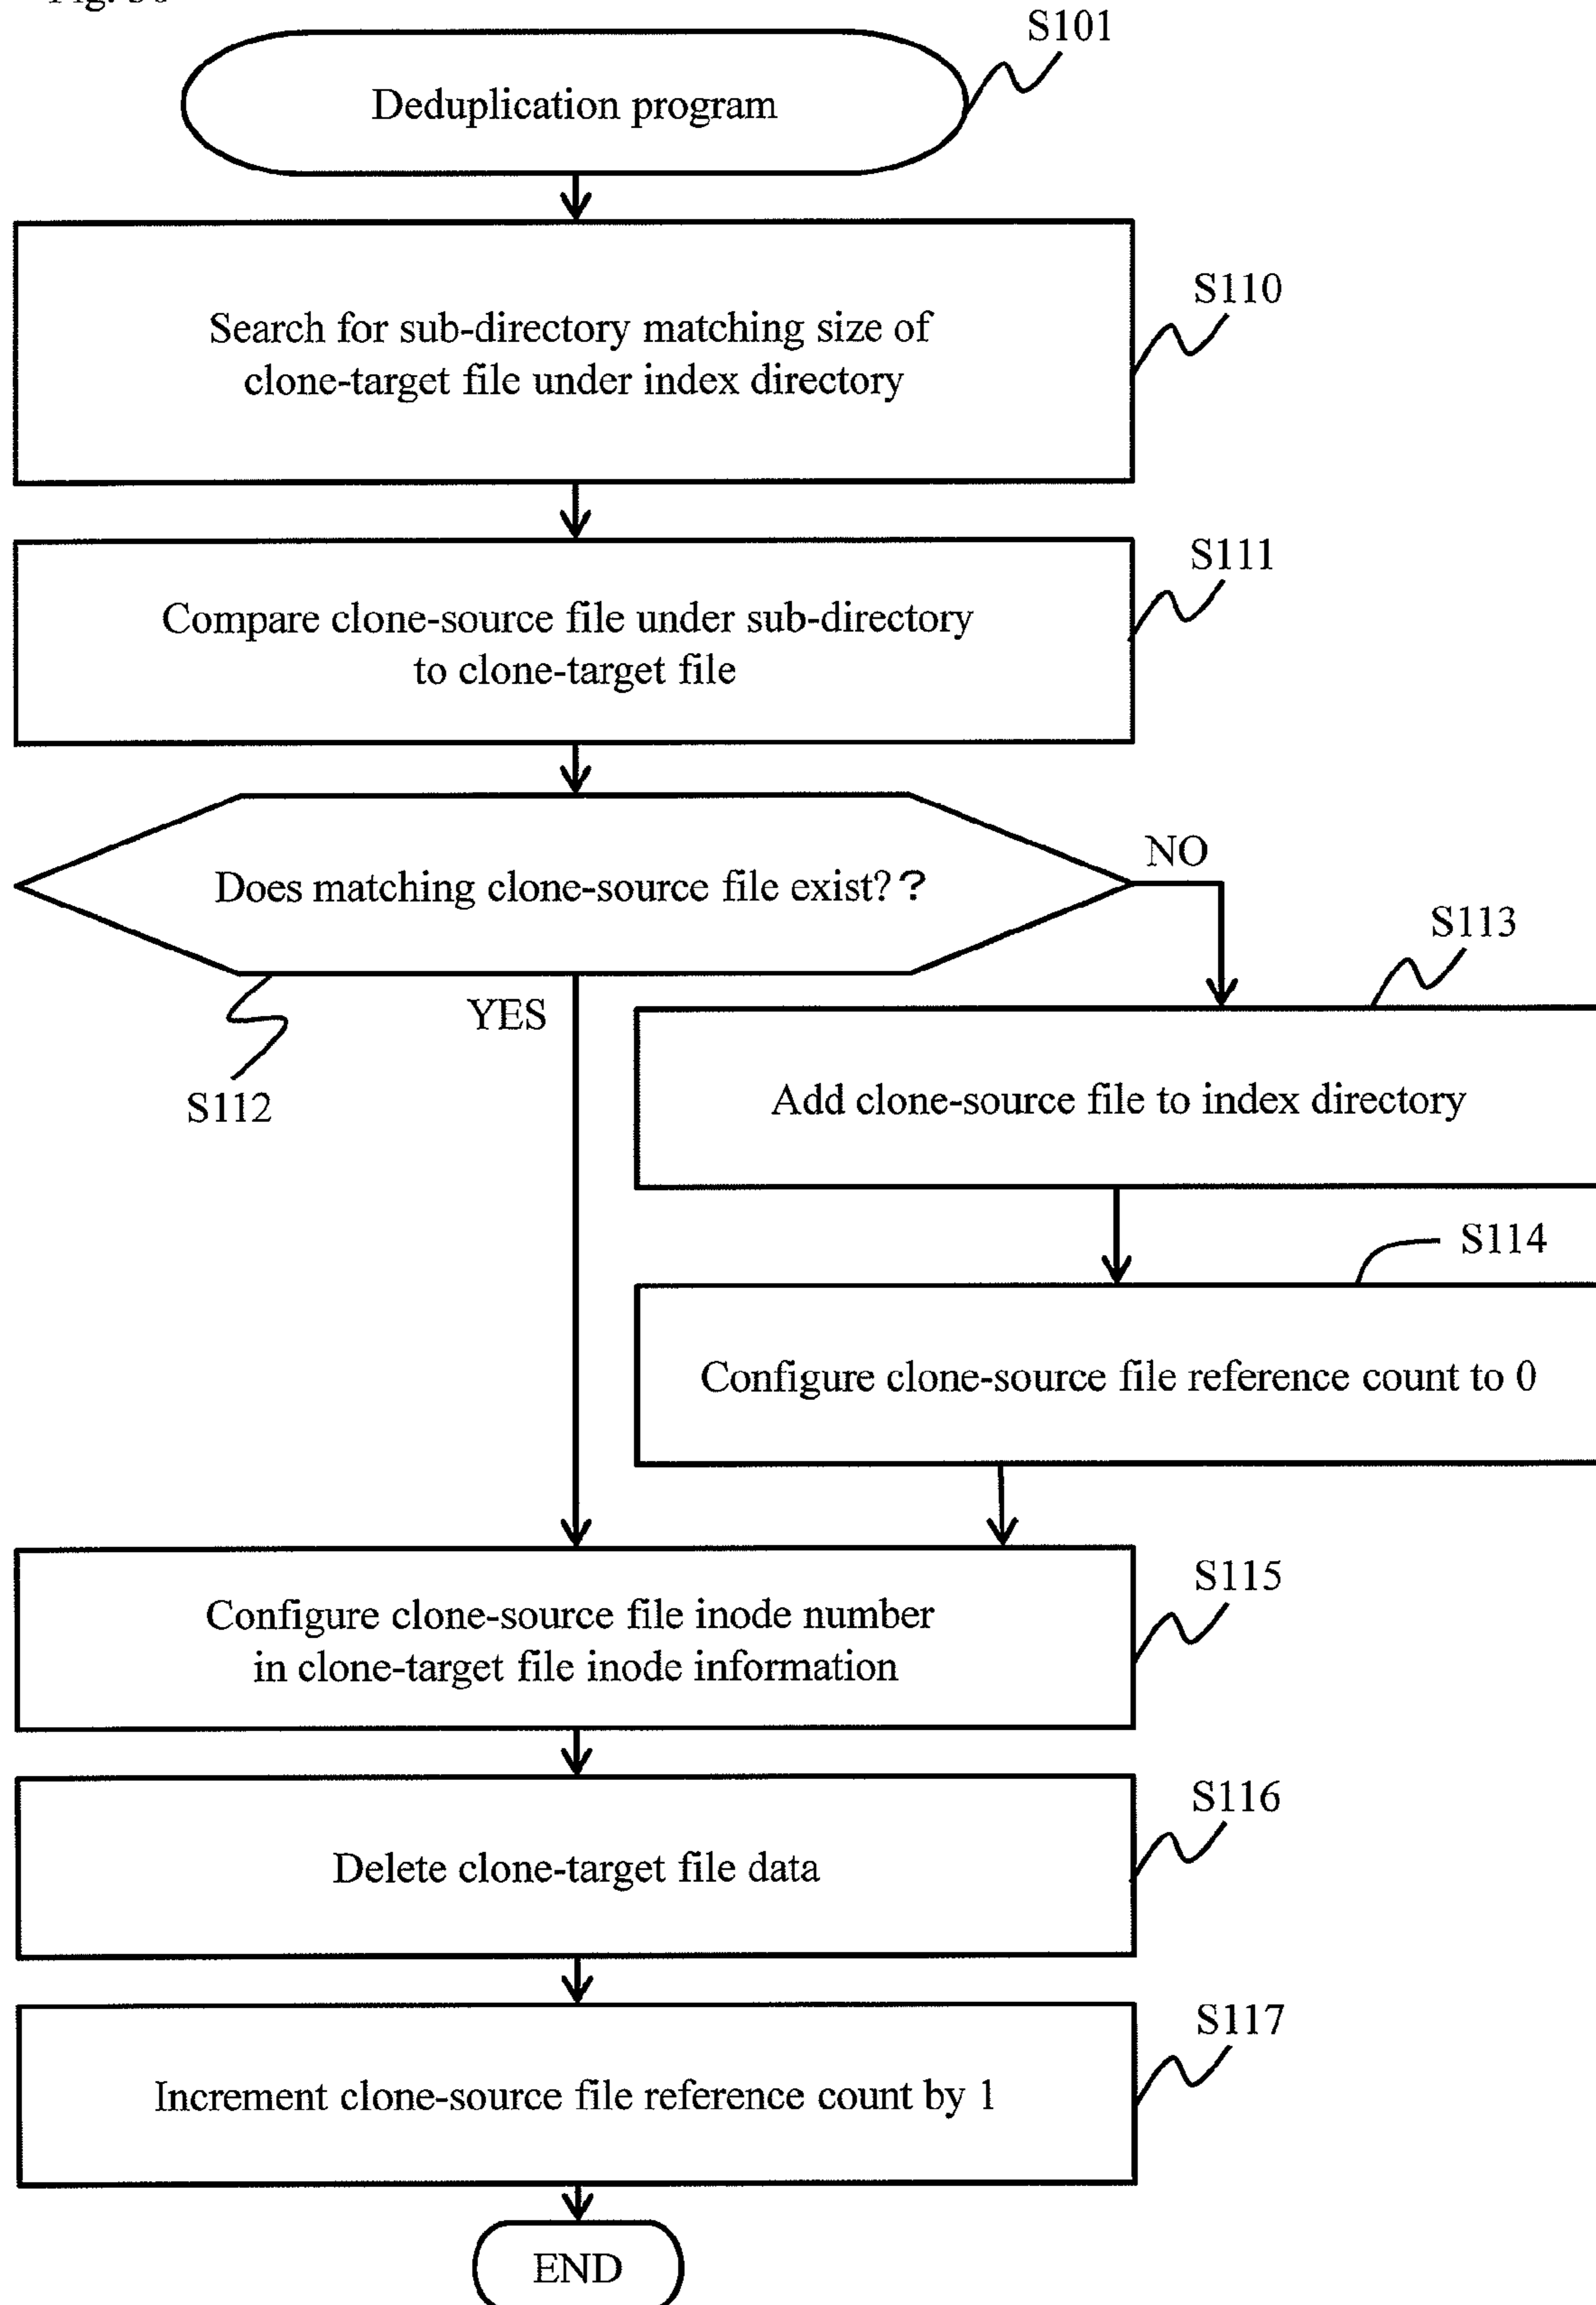 S101
Deduplication program
S110
Search for sub-directory matching size of
clone-target file under index directory
S111
Compare clone-source file under sub-directory
to clone-target file
Does matching clone-source file exist??
NO
YES
S112
S113
Add clone-source file to index directory
S114
Configure clone-source file reference count to 0
S115
Configure clone-source file inode number
in clone-target file inode information
S116
Delete clone-target file data
S117
Increment clone-source file reference count by 1
END